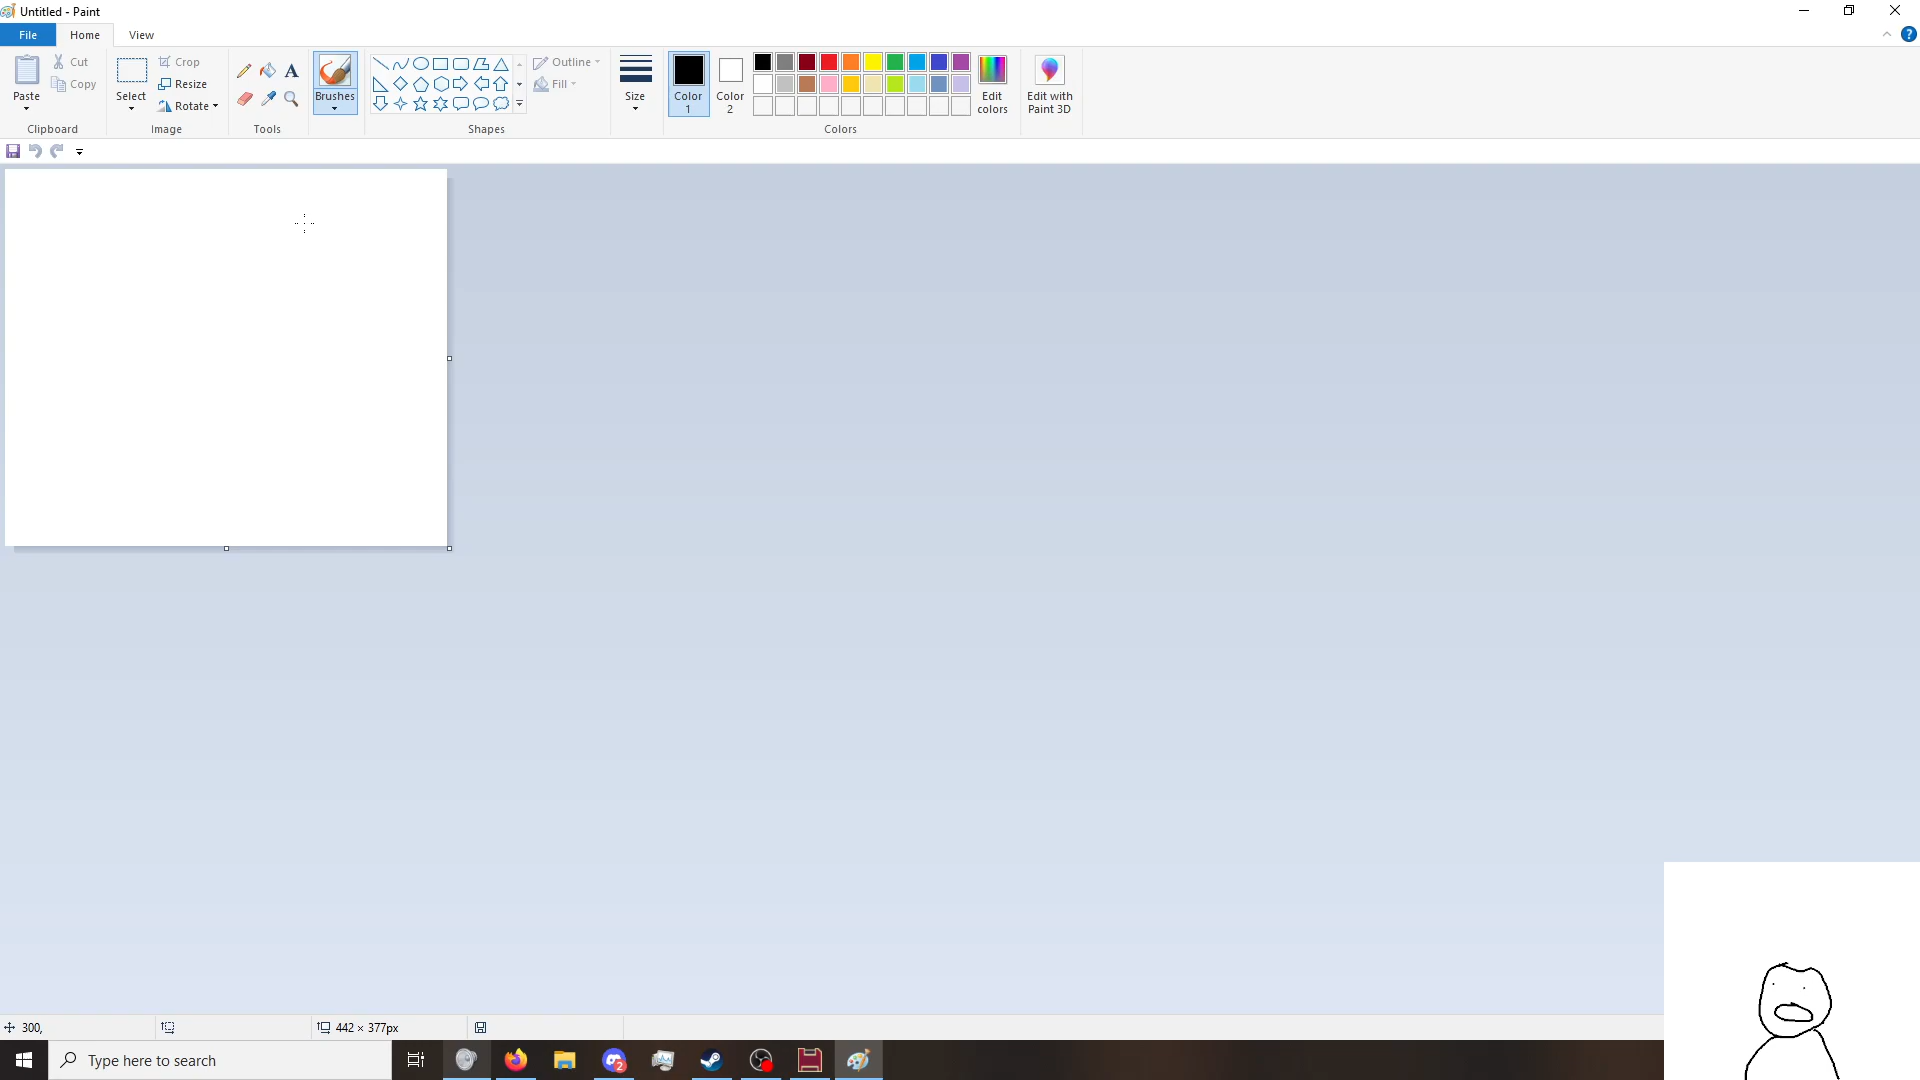 Untitled - Paint
File Home View
Paste
Cut
Copy
Clipboard
Select
Crop
Resize
Rotate
Image
Tools
Brushes
Shapes
Outline
Fill
Size
Color 1
Color 2
Colors
Edit colors
Edit with Paint 3D
300,
442 × 377px
Type here to search
2